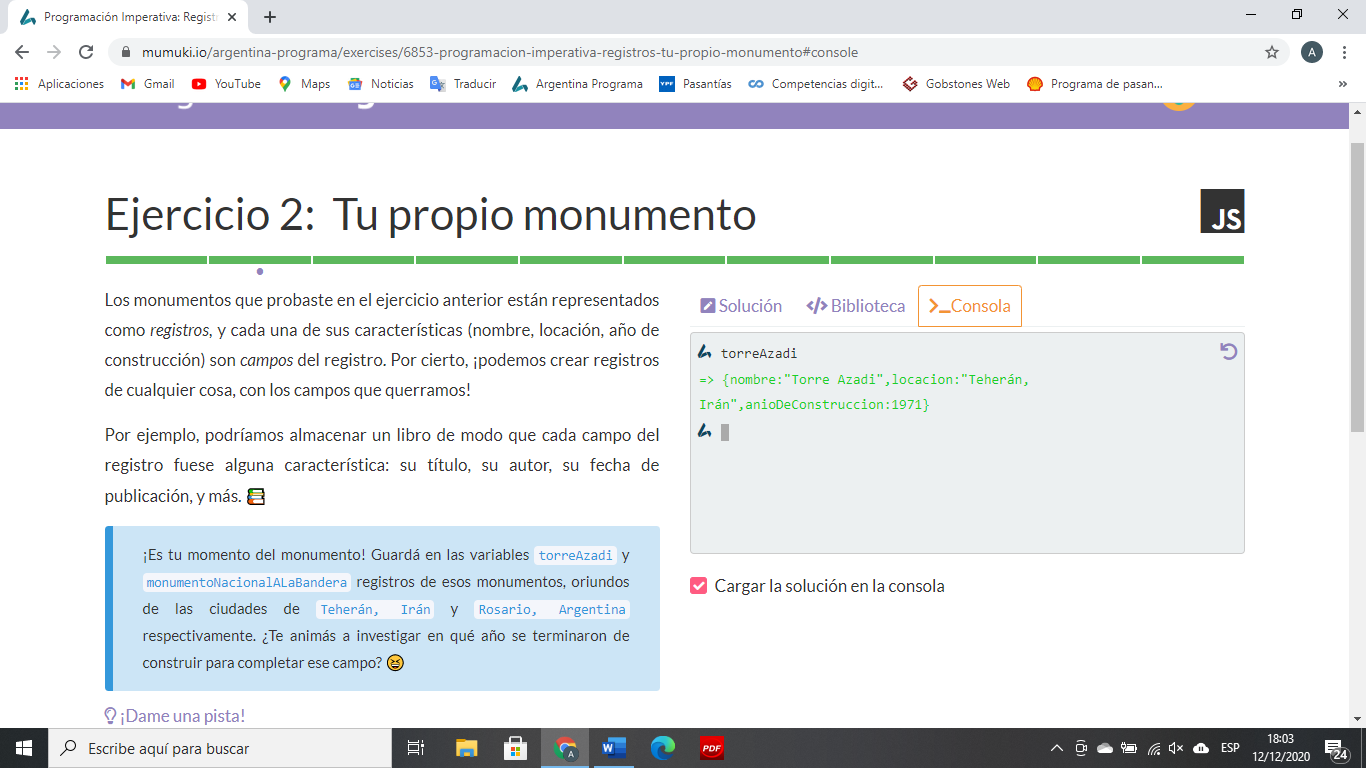 Programación Imperativa: Regist
mumuki.io/argentina-programa/exercises/6853-programacion-imperativa-registros-tu-propio-monumento#console
A
Aplicaciones Gmail YouTube Maps Noticias Traducir Argentina Programa YPF Pasantías Competencias digit... Gobstones Web Programa de pasan... »
Ejercicio 2: Tu propio monumento
JS
Los monumentos que probaste en el ejercicio anterior están representados
como registros, y cada una de sus características (nombre, locación, año de
construcción) son campos del registro. Por cierto, ¡podemos crear registros
de cualquier cosa, con los campos que querramos!
Por ejemplo, podríamos almacenar un libro de modo que cada campo del
registro fuese alguna característica: su título, su autor, su fecha de
publicación, y más.
¡Es tu momento del monumento! Guardá en las variables torreAzadi y
monumentoNacionalALaBandera registros de esos monumentos, oriundos
de las ciudades de Teherán, Irán y Rosario, Argentina
respectivamente. ¿Te animás a investigar en qué año se terminaron de
construir para completar ese campo?
¡Dame una pista!
Solución Biblioteca Consola
torreAzadi
=> {nombre:"Torre Azadi",locacion:"Teherán,
Irán",anioDeConstruccion:1971}
Cargar la solución en la consola
Escribe aquí para buscar
A
W
PDF
ESP
18:03
12/12/2020
24